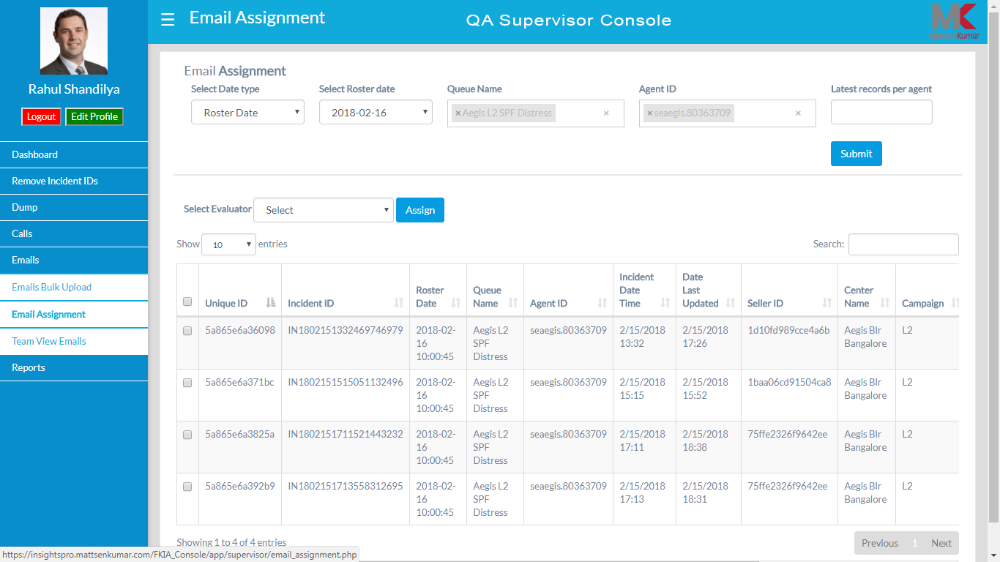 ☰ Email Assignment
QA Supervisor Console
MK
MattsenKumar
Rahul Shandilya
Logout Edit Profile
Dashboard
Remove Incident IDs
Dump
Calls
Emails
Emails Bulk Upload
Email Assignment
Team View Emails
Reports
Email Assignment
Select Date type Select Roster date Queue Name Agent ID Latest records per agent
Roster Date 2018-02-16 ×Aegis L2 SPF Distress × ×seaegis.80363709 ×
Submit
Select Evaluator Select Assign
Show 10 entries Search:
Unique ID Incident ID Roster Date Queue Name Agent ID Incident Date Time Date Last Updated Seller ID Center Name Campaign
5a865e6a36098 IN1802151332469746979 2018-02-16 10:00:45 Aegis L2 SPF Distress seaegis.80363709 2/15/2018 13:32 2/15/2018 17:26 1d10fd989cce4a6b Aegis Blr Bangalore L2
5a865e6a371bc IN1802151515051132496 2018-02-16 10:00:45 Aegis L2 SPF Distress seaegis.80363709 2/15/2018 15:15 2/15/2018 15:52 1baa06cd91504ca8 Aegis Blr Bangalore L2
5a865e6a3825a IN1802151711521443232 2018-02-16 10:00:45 Aegis L2 SPF Distress seaegis.80363709 2/15/2018 17:11 2/15/2018 18:38 75ffe2326f9642ee Aegis Blr Bangalore L2
5a865e6a392b9 IN1802151713558312695 2018-02-16 10:00:45 Aegis L2 SPF Distress seaegis.80363709 2/15/2018 17:13 2/15/2018 18:31 75ffe2326f9642ee Aegis Blr Bangalore L2
Showing 1 to 4 of 4 entries Previous 1 Next
https://insightspro.mattsenkumar.com/FKIA_Console/app/supervisor/email_assignment.php